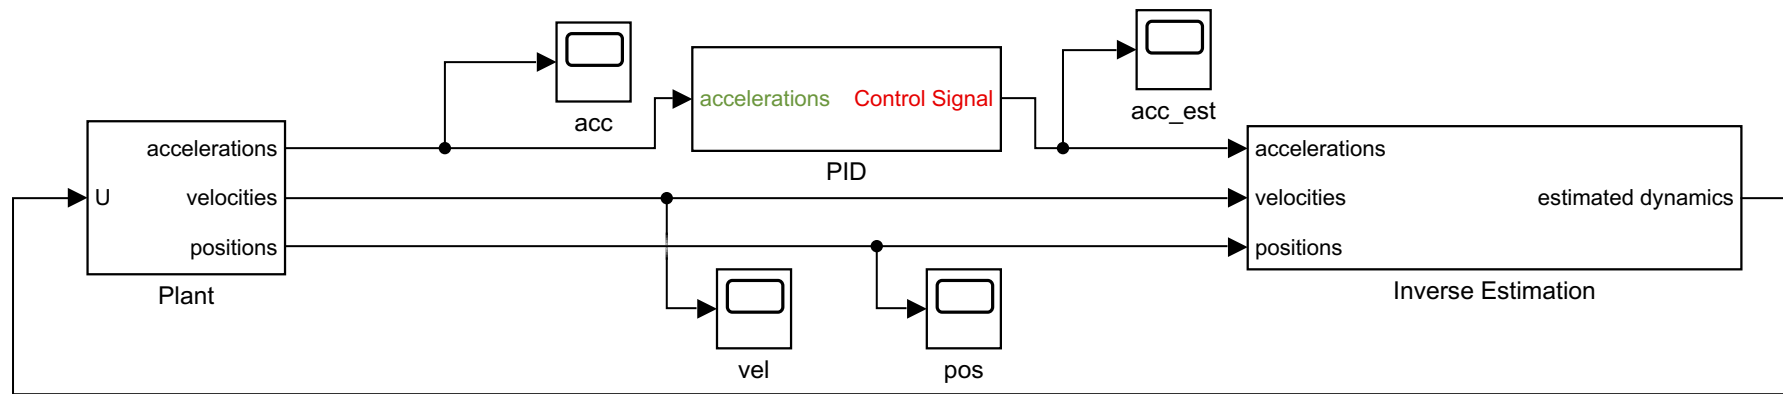 acc
accelerations Control Signal
PID
acc_est
accelerations
U velocities
positions
Plant
accelerations
velocities estimated dynamics
positions
Inverse Estimation
vel
pos